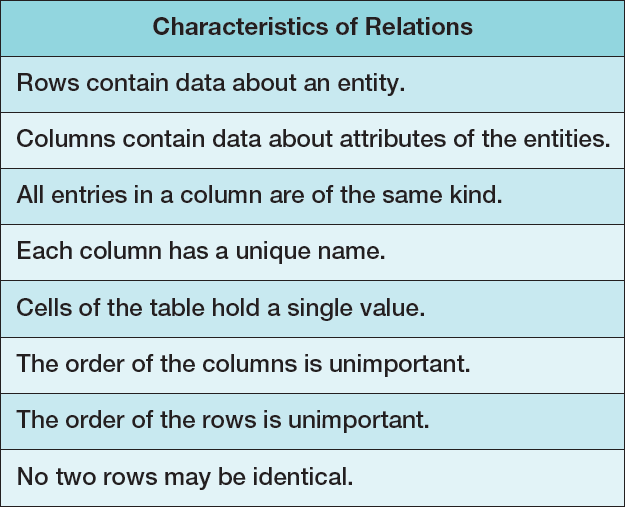 Characteristics of Relations
Rows contain data about an entity.
Columns contain data about attributes of the entities.
All entries in a column are of the same kind.
Each column has a unique name.
Cells of the table hold a single value.
The order of the columns is unimportant.
The order of the rows is unimportant.
No two rows may be identical.